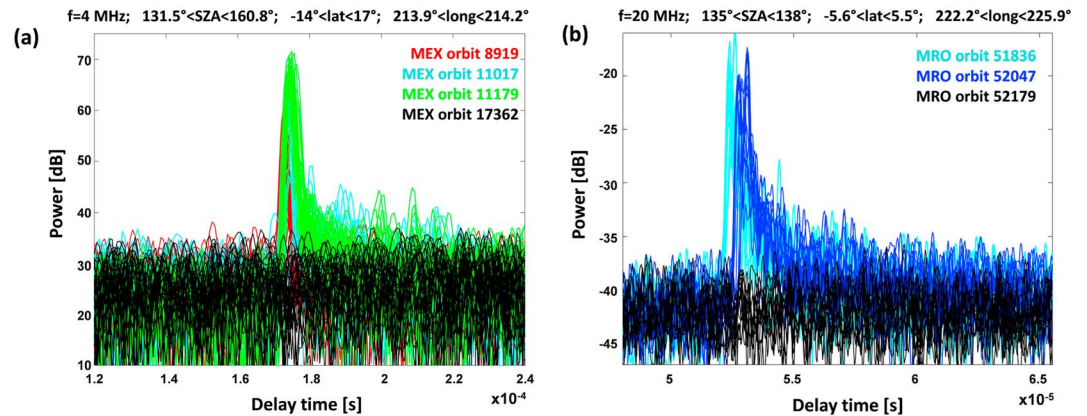 f=4 MHz; 131.5°<SZA<160.8°; -14°<lat<17°; 213.9°<long<214.2°
(a)
MEX orbit 8919
MEX orbit 11017
MEX orbit 11179
MEX orbit 17362
Power [dB]
70
60
50
40
30
20
10
1.2
1.4
1.6
1.8
2
2.2
2.4
x10⁻⁴
Delay time [s]
f=20 MHz; 135°<SZA<138°; -5.6°<lat<5.5°; 222.2°<long<225.9°
(b)
MRO orbit 51836
MRO orbit 52047
MRO orbit 52179
Power [dB]
-20
-25
-30
-35
-40
-45
5
5.5
6
6.5
x10⁻⁵
Delay time [s]